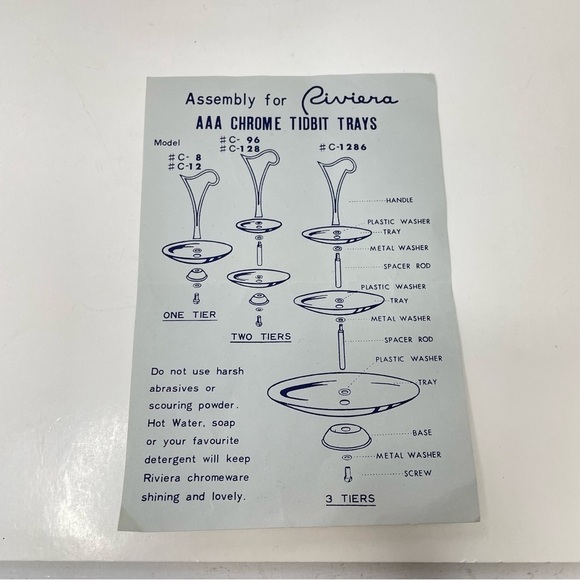 Assembly for Riviera
AAA CHROME TIDBIT TRAYS
Model
#C- 8
#C-12
#C- 96
#C-128
#C-1286
HANDLE
PLASTIC WASHER
TRAY
METAL WASHER
SPACER ROD
PLASTIC WASHER
TRAY
METAL WASHER
SPACER ROD
PLASTIC WASHER
TRAY
BASE
METAL WASHER
SCREW
ONE TIER
TWO TIERS
3 TIERS
Do not use harsh
abrasives or
scouring powder.
Hot Water, soap
or your favourite
detergent will keep
Riviera chromeware
shining and lovely.